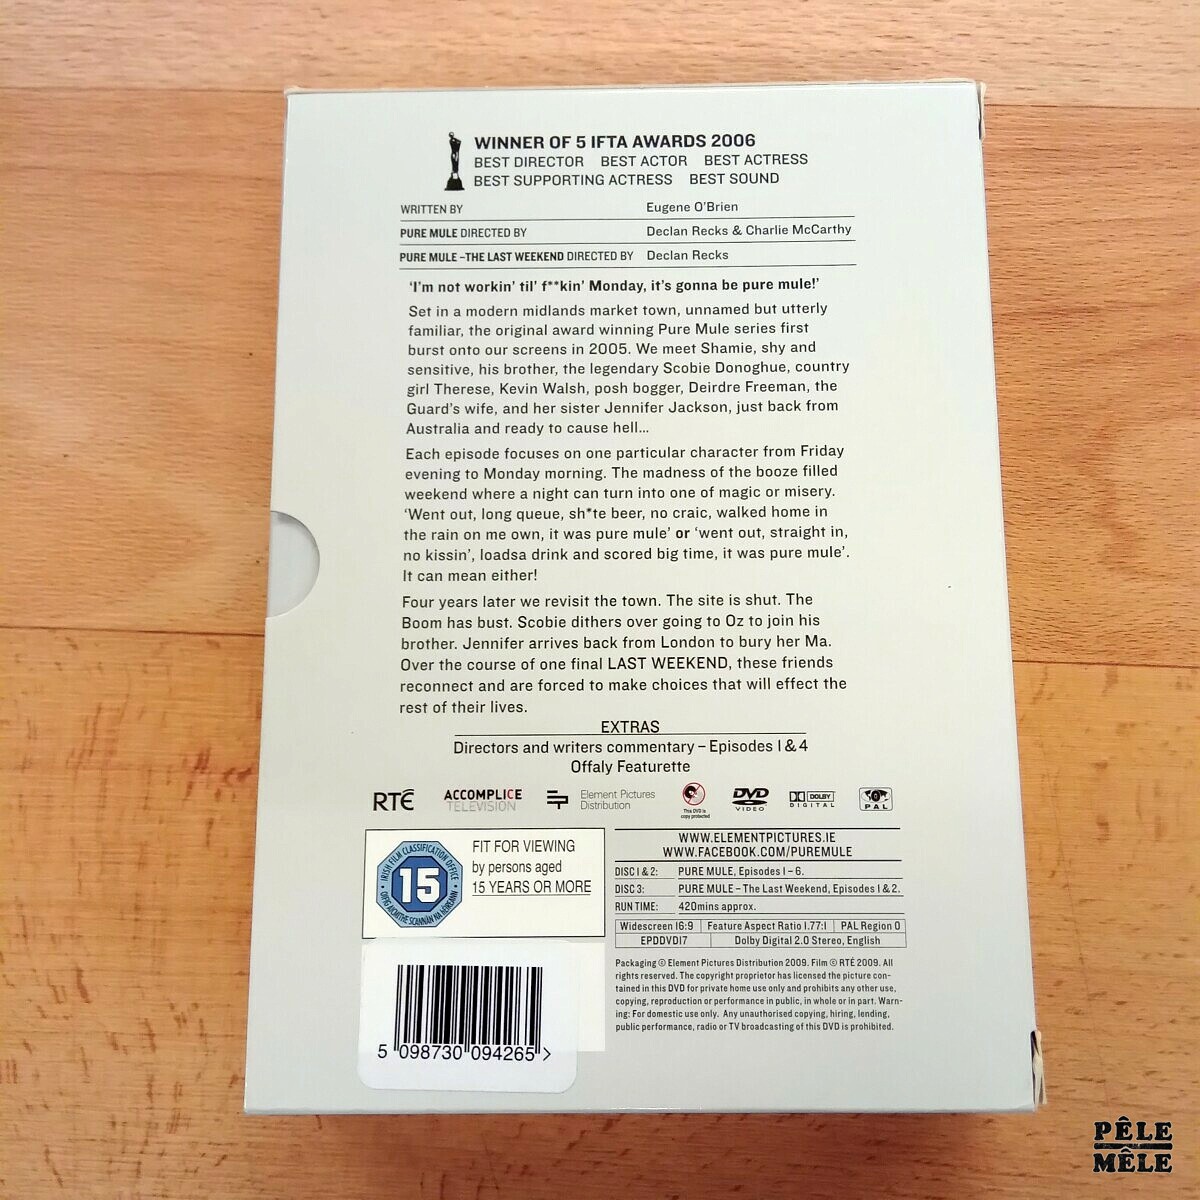 WINNER OF 5 IFTA AWARDS 2006
BEST DIRECTOR BEST ACTOR BEST ACTRESS
BEST SUPPORTING ACTRESS BEST SOUND
WRITTEN BY Eugene O'Brien
PURE MULE DIRECTED BY Declan Recks & Charlie McCarthy
PURE MULE –THE LAST WEEKEND DIRECTED BY Declan Recks
'I'm not workin' til' f**kin' Monday, it's gonna be pure mule!'
Set in a modern midlands market town, unnamed but utterly
familiar, the original award winning Pure Mule series first
burst onto our screens in 2005. We meet Shamie, shy and
sensitive, his brother, the legendary Scobie Donoghue, country
girl Therese, Kevin Walsh, posh bogger, Deirdre Freeman, the
Guard's wife, and her sister Jennifer Jackson, just back from
Australia and ready to cause hell...
Each episode focuses on one particular character from Friday
evening to Monday morning. The madness of the booze filled
weekend where a night can turn into one of magic or misery.
'Went out, long queue, sh*te beer, no craic, walked home in
the rain on me own, it was pure mule' or 'went out, straight in,
no kissin', loadsa drink and scored big time, it was pure mule'.
It can mean either!
Four years later we revisit the town. The site is shut. The
Boom has bust. Scobie dithers over going to Oz to join his
brother. Jennifer arrives back from London to bury her Ma.
Over the course of one final LAST WEEKEND, these friends
reconnect and are forced to make choices that will effect the
rest of their lives.
EXTRAS
Directors and writers commentary – Episodes 1 & 4
Offaly Featurette
RTÉ ACCOMPLICE TELEVISION Element Pictures Distribution This DVD is copy protected DVD VIDEO DOLBY DIGITAL PAL
IRISH FILM CLASSIFICATION OFFICE
15
OIFIG AICMITHE SCANNÁN NA HÉIREANN
FIT FOR VIEWING
by persons aged
15 YEARS OR MORE
WWW.ELEMENTPICTURES.IE
WWW.FACEBOOK.COM/PUREMULE
DISC 1 & 2: PURE MULE, Episodes 1 – 6.
DISC 3: PURE MULE – The Last Weekend, Episodes 1 & 2.
RUN TIME: 420mins approx.
Widescreen 16:9 Feature Aspect Ratio 1.77:1 PAL Region 0
EPDDVD17 Dolby Digital 2.0 Stereo, English
Packaging © Element Pictures Distribution 2009. Film © RTÉ 2009. All
rights reserved. The copyright proprietor has licensed the picture con-
tained in this DVD for private home use only and prohibits any other use,
copying, reproduction or performance in public, in whole or in part. Warn-
ing: For domestic use only. Any unauthorised copying, hiring, lending,
public performance, radio or TV broadcasting of this DVD is prohibited.
5 098730 094265 >
PÊLE
MÊLE